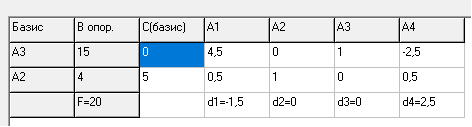 Базис В опор. С(базис) A1 A2 A3 A4
A3 15 0 4,5 0 1 -2,5
A2 4 5 0,5 1 0 0,5
F=20 d1=-1,5 d2=0 d3=0 d4=2,5